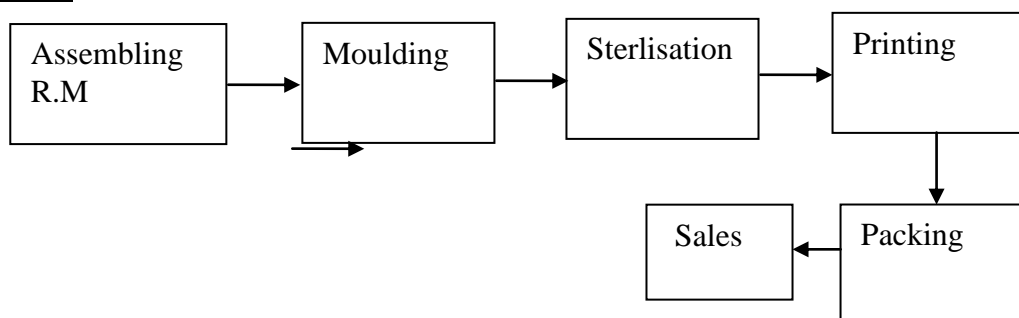 Assembling
R.M
Moulding
Sterlisation
Printing
Packing
Sales